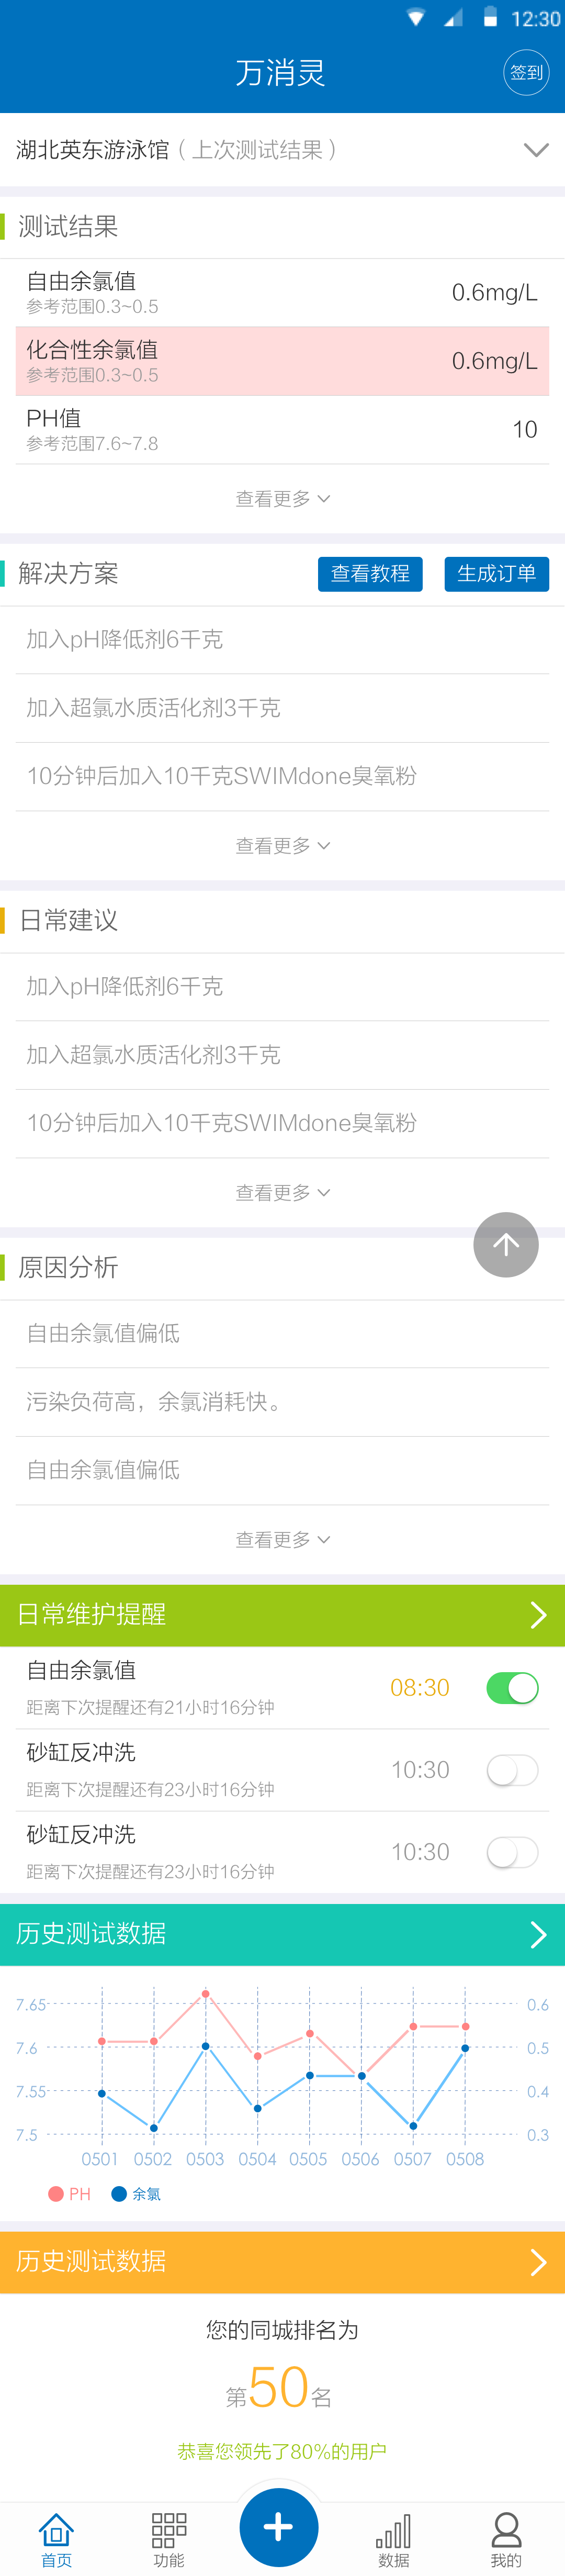 12:30
万消灵
签到
湖北英东游泳馆（上次测试结果）
测试结果
自由余氯值
参考范围0.3~0.5
0.6mg/L
化合性余氯值
参考范围0.3~0.5
0.6mg/L
PH值
参考范围7.6~7.8
10
查看更多
解决方案
查看教程
生成订单
加入pH降低剂6千克
加入超氯水质活化剂3千克
10分钟后加入10千克SWIMdone臭氧粉
查看更多
日常建议
加入pH降低剂6千克
加入超氯水质活化剂3千克
10分钟后加入10千克SWIMdone臭氧粉
查看更多
原因分析
自由余氯值偏低
污染负荷高，余氯消耗快。
自由余氯值偏低
查看更多
日常维护提醒
自由余氯值
距离下次提醒还有21小时16分钟
08:30
砂缸反冲洗
距离下次提醒还有23小时16分钟
10:30
砂缸反冲洗
距离下次提醒还有23小时16分钟
10:30
历史测试数据
7.65 0.6
7.6 0.5
7.55 0.4
7.5 0.3
0501 0502 0503 0504 0505 0506 0507 0508
PH 余氯
历史测试数据
您的同城排名为
第50名
恭喜您领先了80%的用户
首页 功能 数据 我的